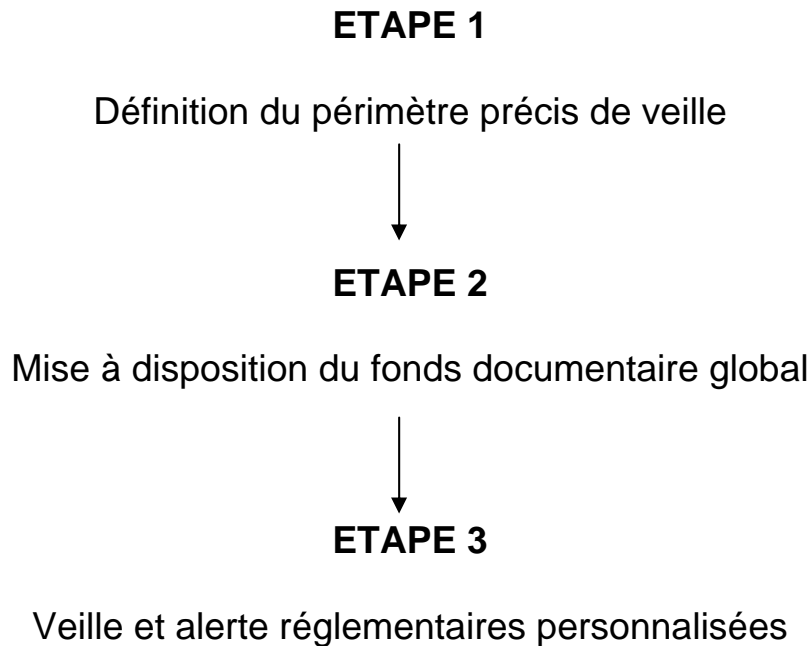 ETAPE 1
Définition du périmètre précis de veille
ETAPE 2
Mise à disposition du fonds documentaire global
ETAPE 3
Veille et alerte réglementaires personnalisées